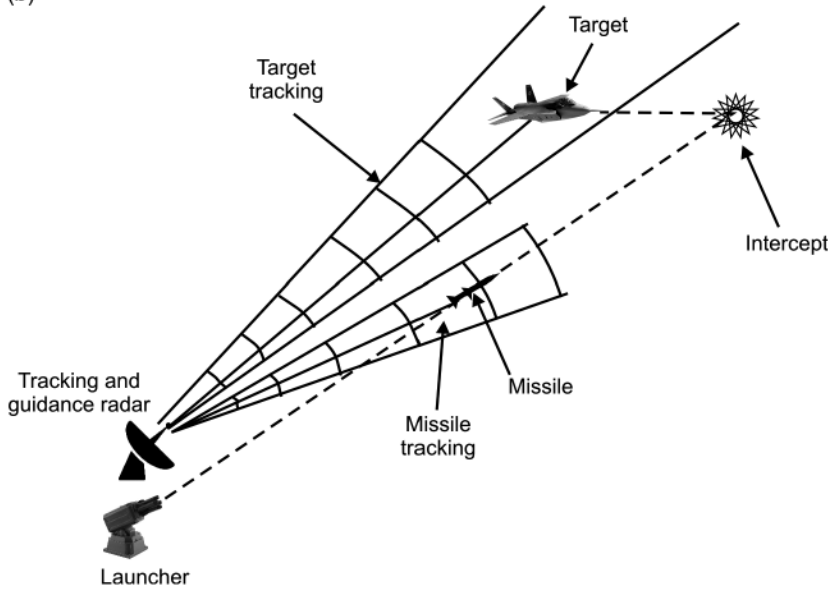 (b)
Target
Target
tracking
Intercept
Tracking and
guidance radar
Missile
Missile
tracking
Launcher